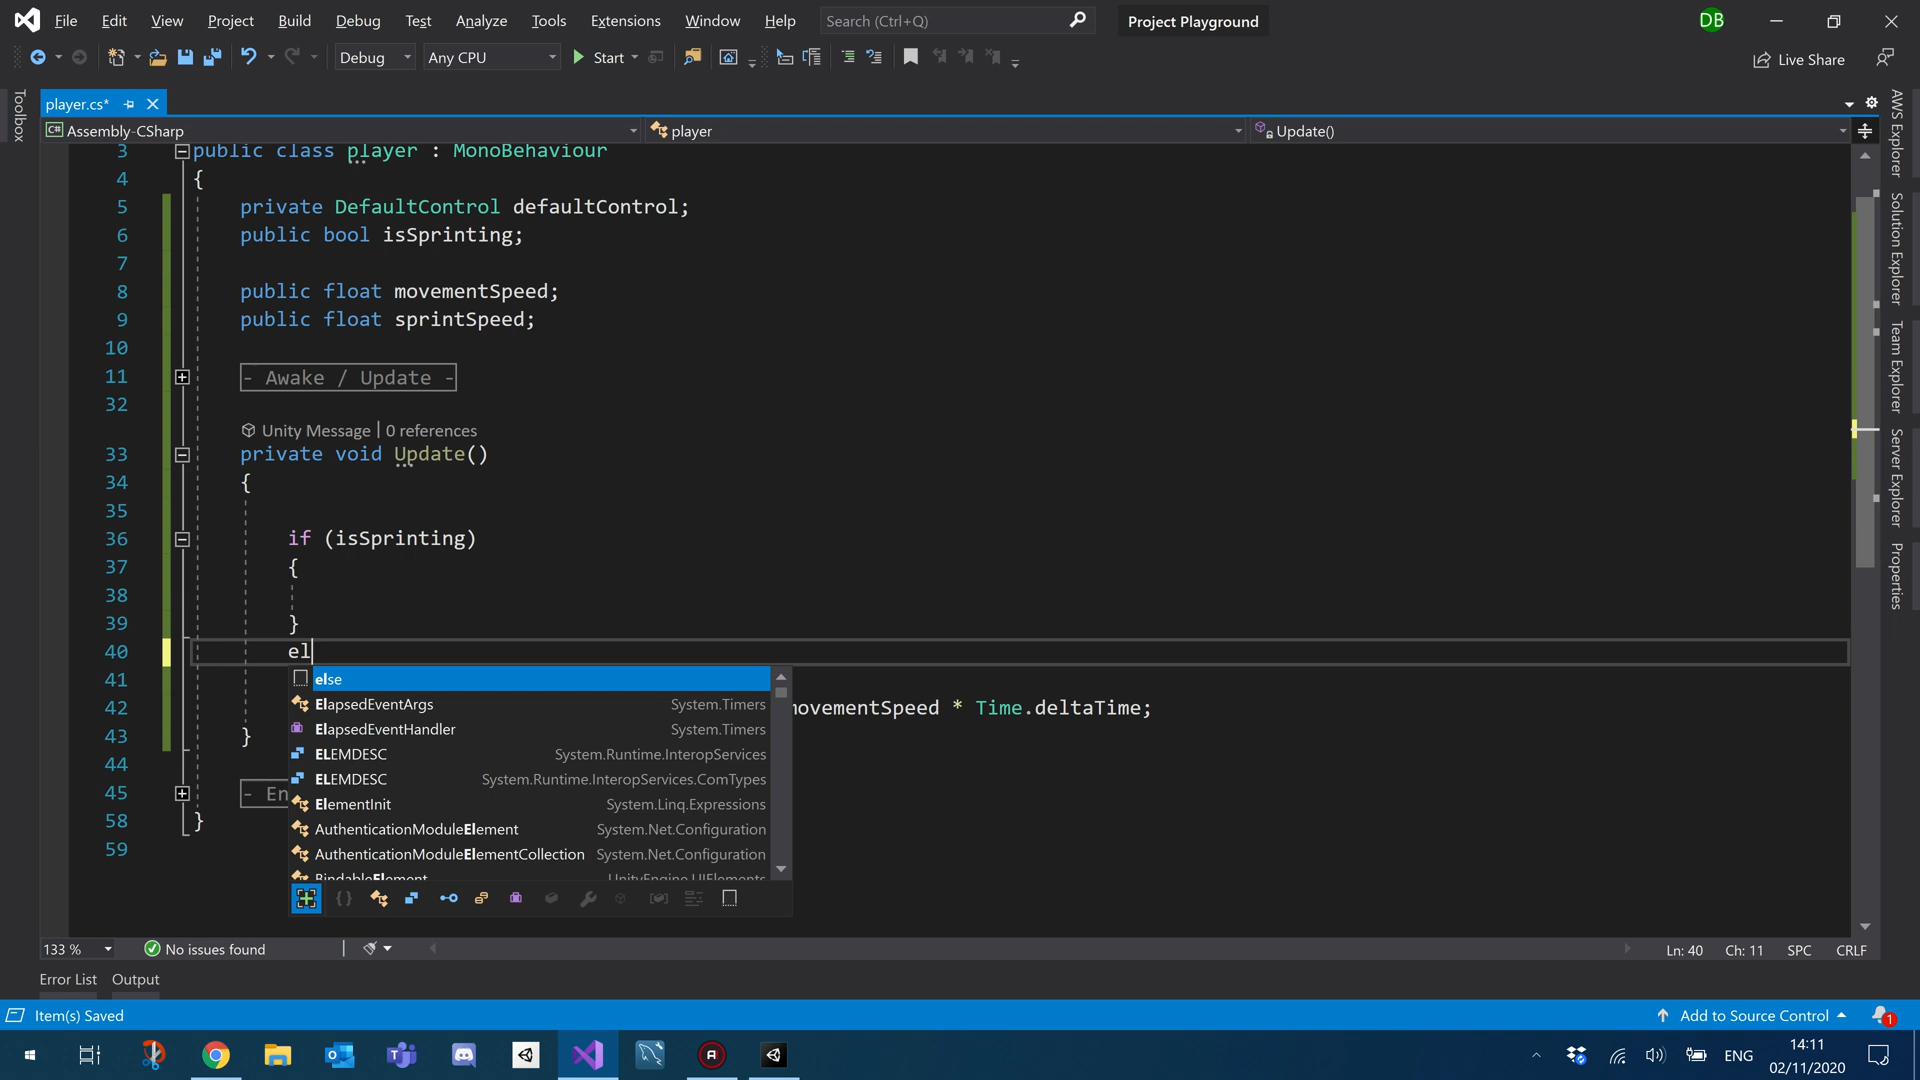 File Edit View Project Build Debug Test Analyze Tools Extensions Window Help Search (Ctrl+Q) Project Playground DB
Debug Any CPU Start Live Share
Toolbox
player.cs*
Assembly-CSharp player Update()
3 public class player : MonoBehaviour
4 {
5 private DefaultControl defaultControl;
6 public bool isSprinting;
7
8 public float movementSpeed;
9 public float sprintSpeed;
10
11 - Awake / Update -
32
Unity Message | 0 references
33 private void Update()
34 {
35
36 if (isSprinting)
37 {
38
39 }
40 el
41
42 movementSpeed * Time.deltaTime;
43 }
44
45 - En
58 }
59
else
ElapsedEventArgs System.Timers
ElapsedEventHandler System.Timers
ELEMDESC System.Runtime.InteropServices
ELEMDESC System.Runtime.InteropServices.ComTypes
ElementInit System.Linq.Expressions
AuthenticationModuleElement System.Net.Configuration
AuthenticationModuleElementCollection System.Net.Configuration
BindableElement UnityEngine.UIElements
AWS Explorer
Solution Explorer
Team Explorer
Server Explorer
Properties
133 % No issues found Ln: 40 Ch: 11 SPC CRLF
Error List Output
Item(s) Saved Add to Source Control 1
ENG 14:11
02/11/2020